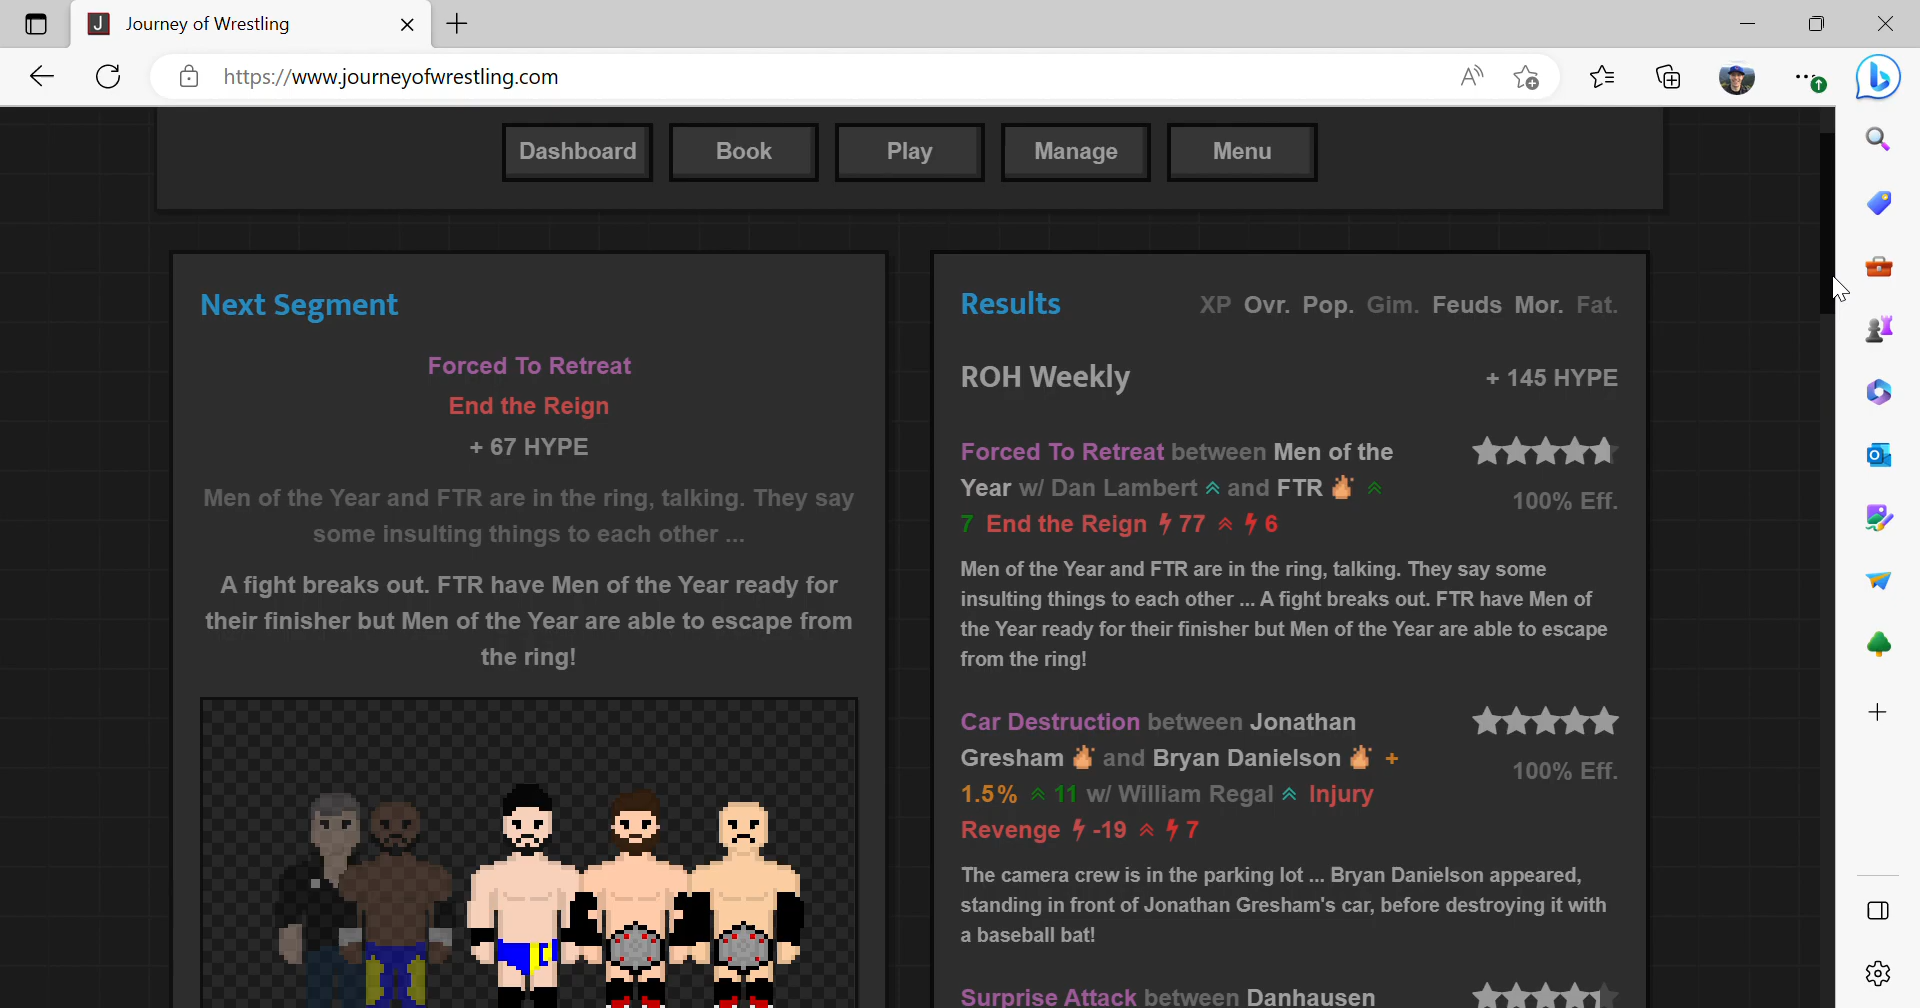 Journey of Wrestling
https://www.journeyofwrestling.com
Dashboard
Book
Play
Manage
Menu
Next Segment
Forced To Retreat
End the Reign
+ 67 HYPE
Men of the Year and FTR are in the ring, talking. They say
some insulting things to each other ...
A fight breaks out. FTR have Men of the Year ready for
their finisher but Men of the Year are able to escape from
the ring!
Results
XP Ovr. Pop. Gim. Feuds Mor. Fat.
ROH Weekly
+ 145 HYPE
Forced To Retreat between Men of the
Year w/ Dan Lambert and FTR
7 End the Reign 77 6
100% Eff.
Men of the Year and FTR are in the ring, talking. They say some
insulting things to each other ... A fight breaks out. FTR have Men of
the Year ready for their finisher but Men of the Year are able to escape
from the ring!
Car Destruction between Jonathan
Gresham and Bryan Danielson +
1.5% 11 w/ William Regal Injury
Revenge -19 7
100% Eff.
The camera crew is in the parking lot ... Bryan Danielson appeared,
standing in front of Jonathan Gresham's car, before destroying it with
a baseball bat!
Surprise Attack between Danhausen